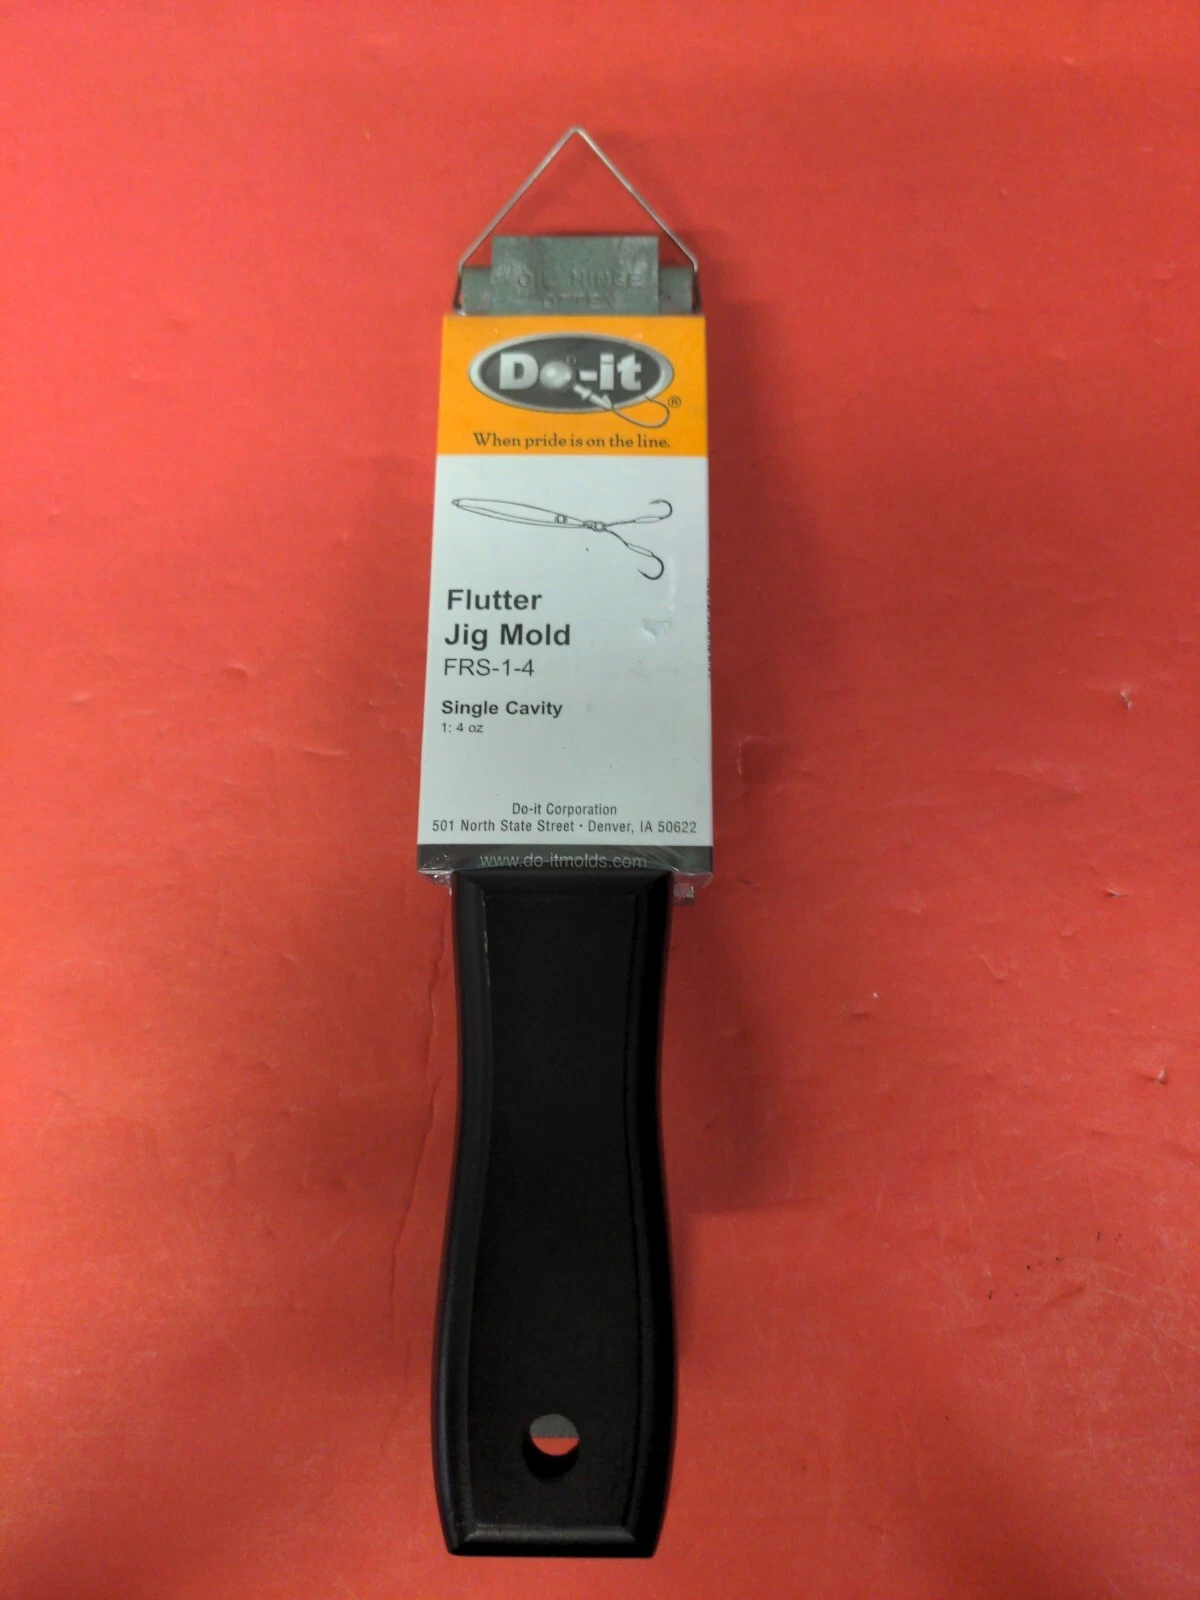 OIL HINGE
OFTEN
Do-it
®
When pride is on the line.
Flutter
Jig Mold
FRS-1-4
Single Cavity
1: 4 oz
Do-it Corporation
501 North State Street • Denver, IA 50622
www.do-itmolds.com